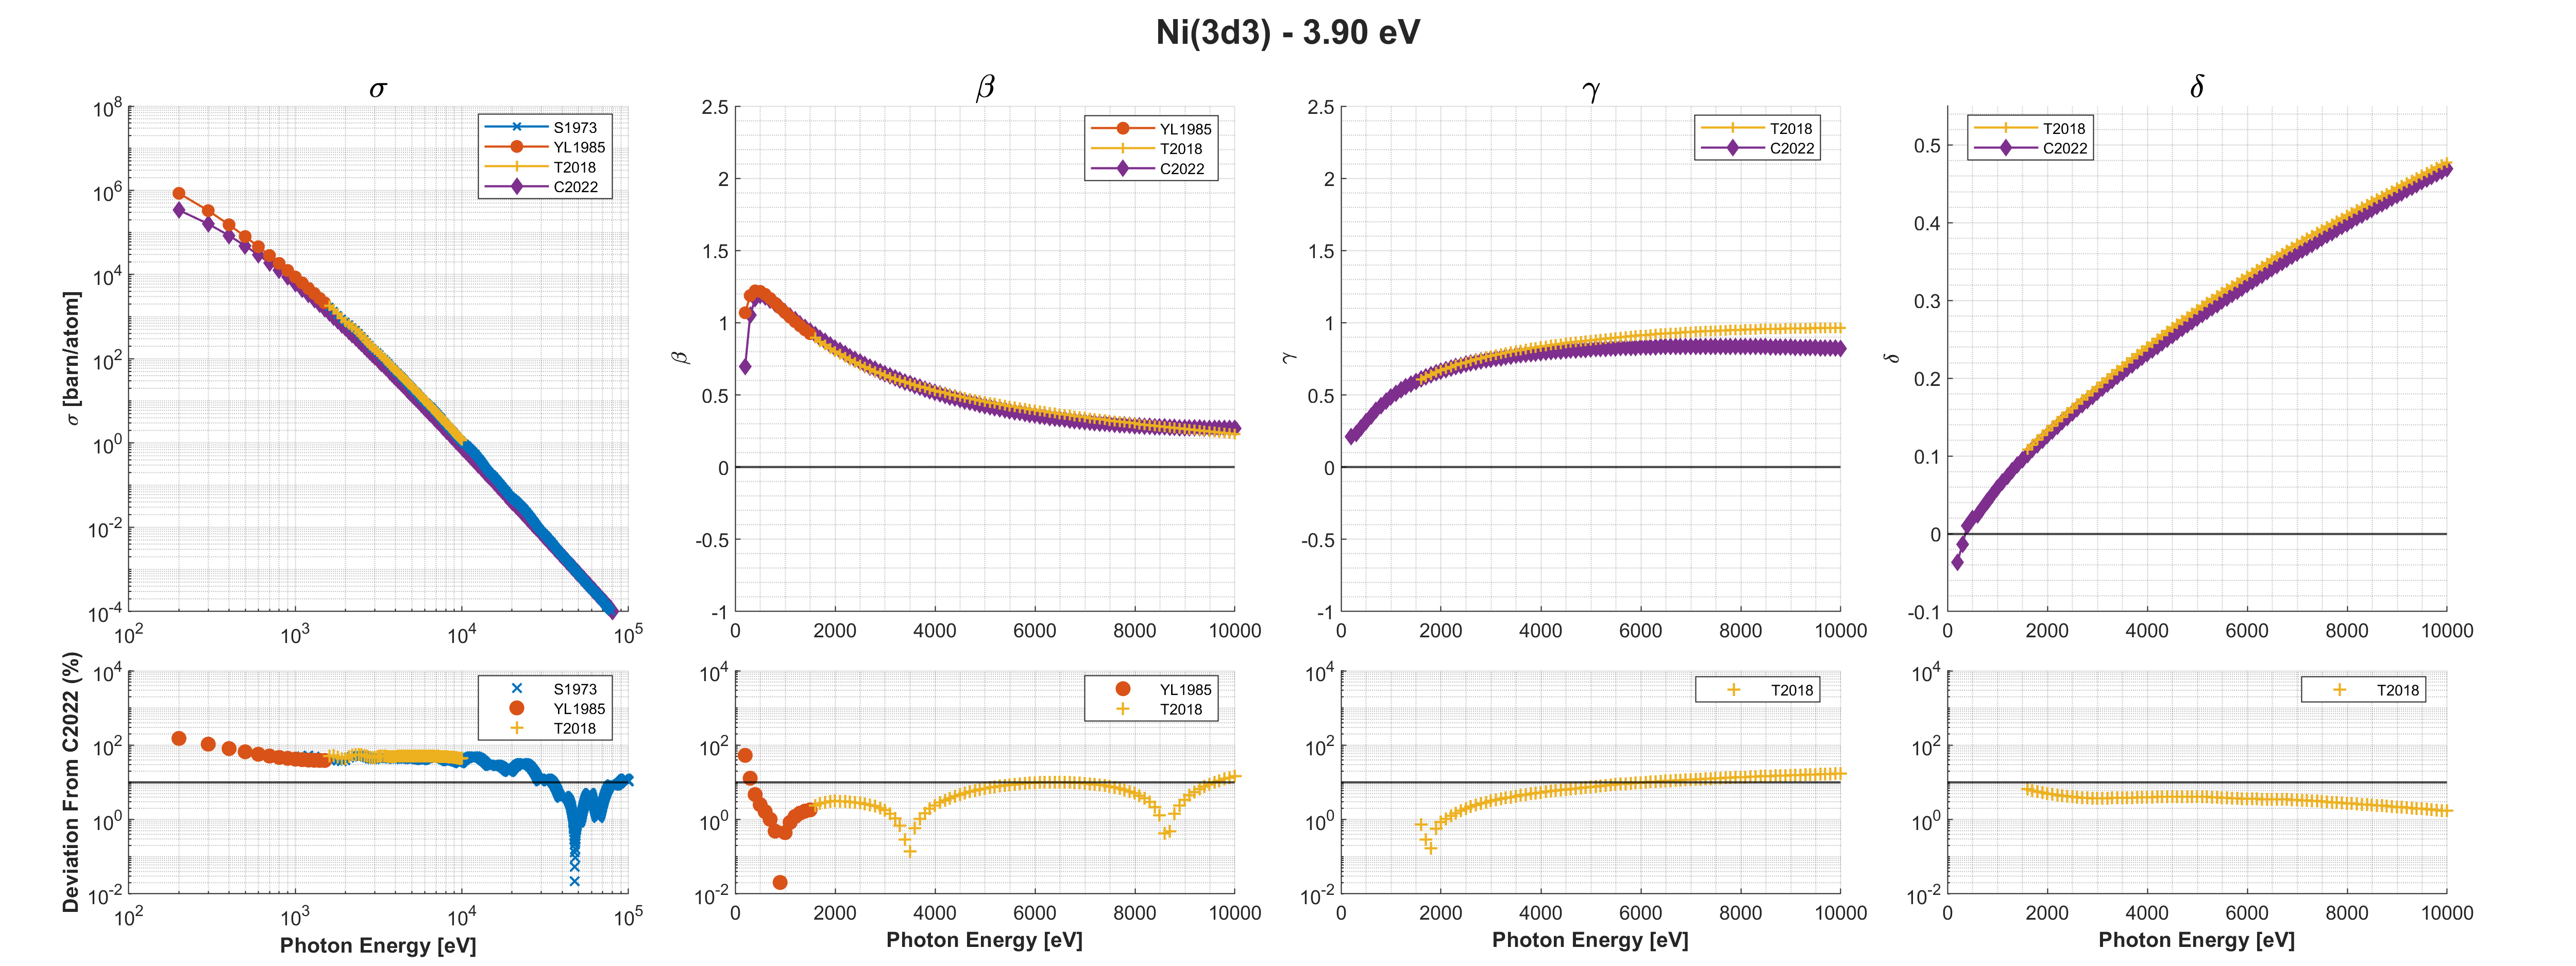 Ni(3d3) - 3.90 eV
σ
σ [barn/atom]
10^8
10^6
10^4
10^2
10^0
10^-2
10^-4
10^2 10^3 10^4 10^5
S1973
YL1985
T2018
C2022
β
β
2.5
2
1.5
1
0.5
0
-0.5
-1
0 2000 4000 6000 8000 10000
YL1985
T2018
C2022
γ
γ
2.5
2
1.5
1
0.5
0
-0.5
-1
0 2000 4000 6000 8000 10000
T2018
C2022
δ
δ
0.5
0.4
0.3
0.2
0.1
0
-0.1
0 2000 4000 6000 8000 10000
T2018
C2022
Deviation From C2022 (%)
10^4
10^2
10^0
10^-2
10^2 10^3 10^4 10^5
Photon Energy [eV]
S1973
YL1985
T2018
10^4
10^2
10^0
10^-2
0 2000 4000 6000 8000 10000
Photon Energy [eV]
YL1985
T2018
10^4
10^2
10^0
10^-2
0 2000 4000 6000 8000 10000
Photon Energy [eV]
T2018
10^4
10^2
10^0
10^-2
0 2000 4000 6000 8000 10000
Photon Energy [eV]
T2018